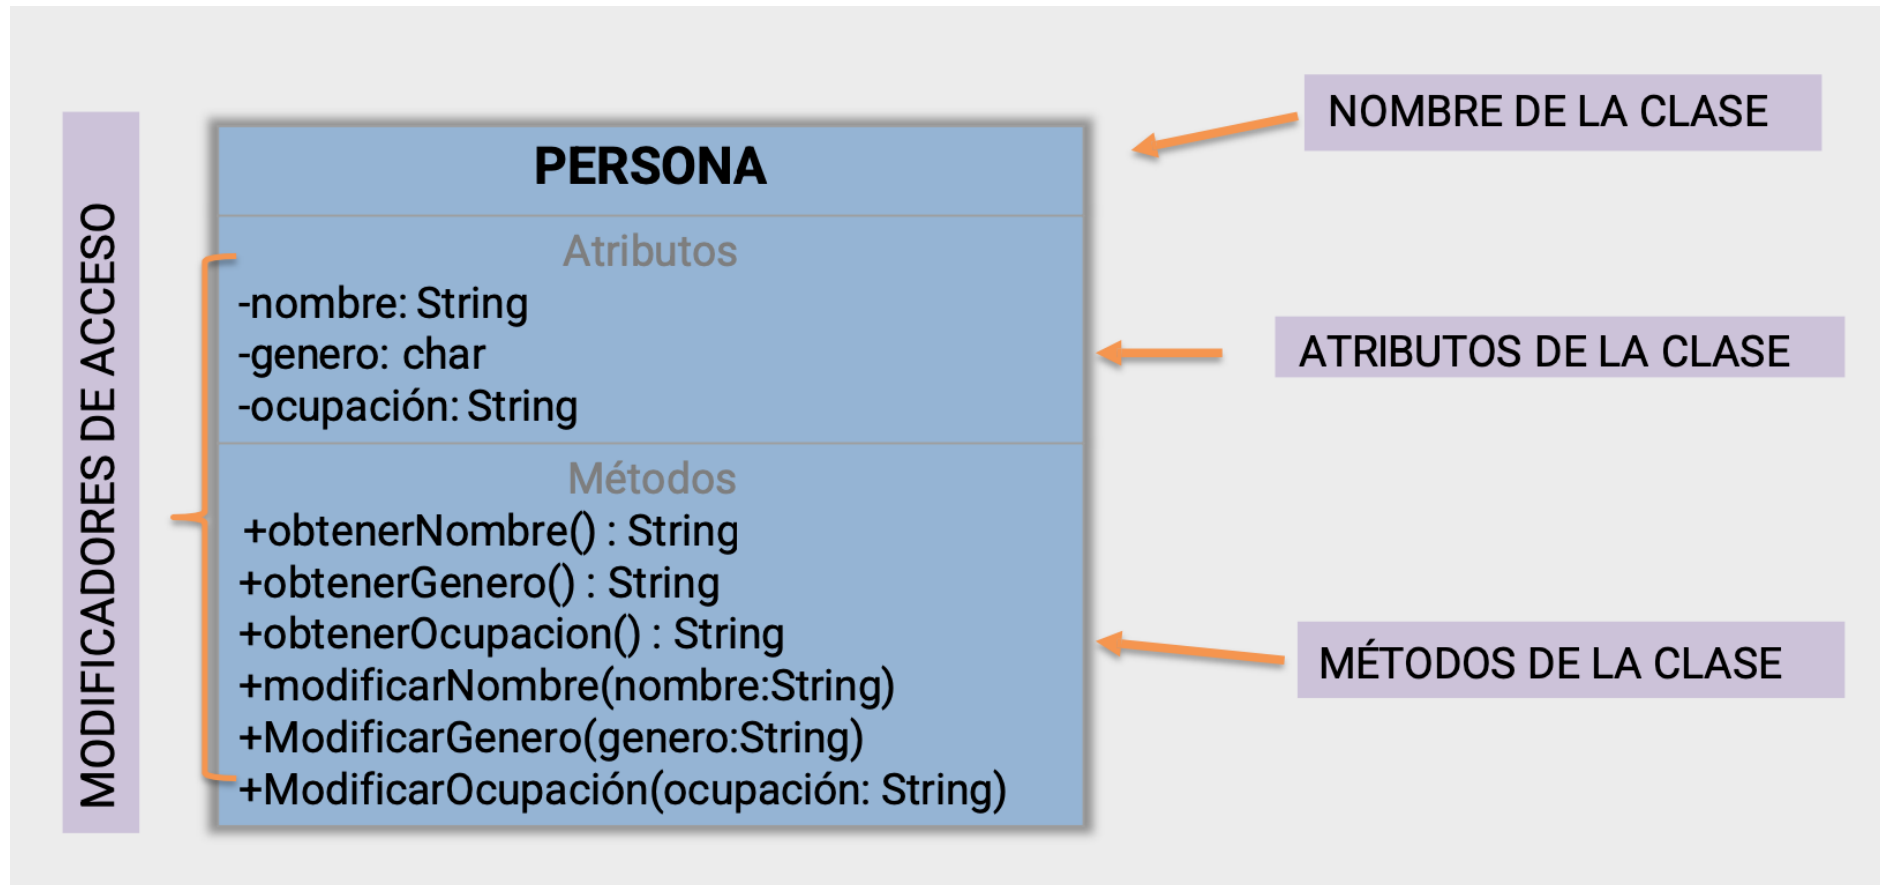 MODIFICADORES DE ACCESO
PERSONA
Atributos
-nombre: String
-genero: char
-ocupación: String
Métodos
+obtenerNombre() : String
+obtenerGenero() : String
+obtenerOcupacion() : String
+modificarNombre(nombre:String)
+ModificarGenero(genero:String)
+ModificarOcupación(ocupación: String)
NOMBRE DE LA CLASE
ATRIBUTOS DE LA CLASE
MÉTODOS DE LA CLASE